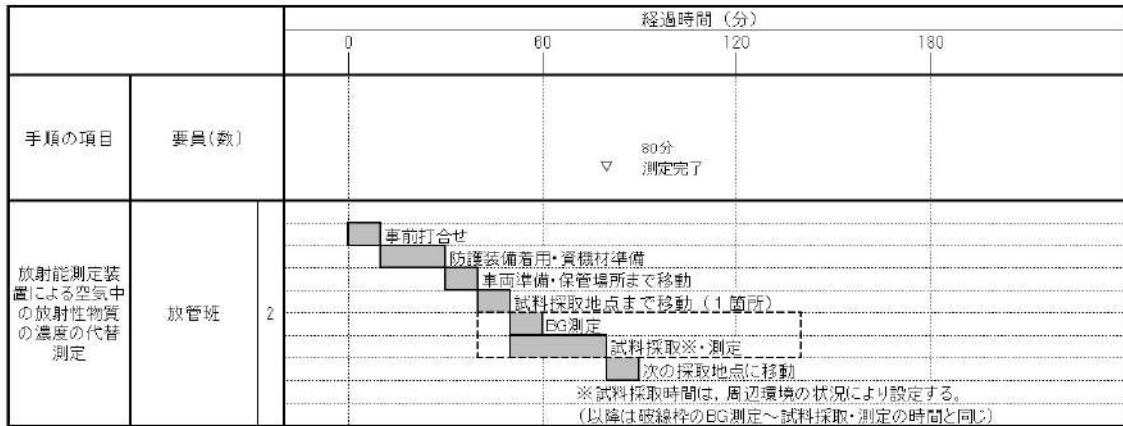 経過時間（分）
0
60
120
180
手順の項目
要員（数）
80分
▽ 測定完了
放射能測定装
置による空気中
の放射性物質
の濃度の代替
測定
放管班
2
事前打合せ
防護装備着用・資機材準備
車両準備・保管場所まで移動
試料採取地点まで移動（１箇所）
BG測定
試料採取※・測定
次の採取地点に移動
※試料採取時間は，周辺環境の状況により設定する。
（以降は破線枠のBG測定～試料採取・測定の時間と同じ）